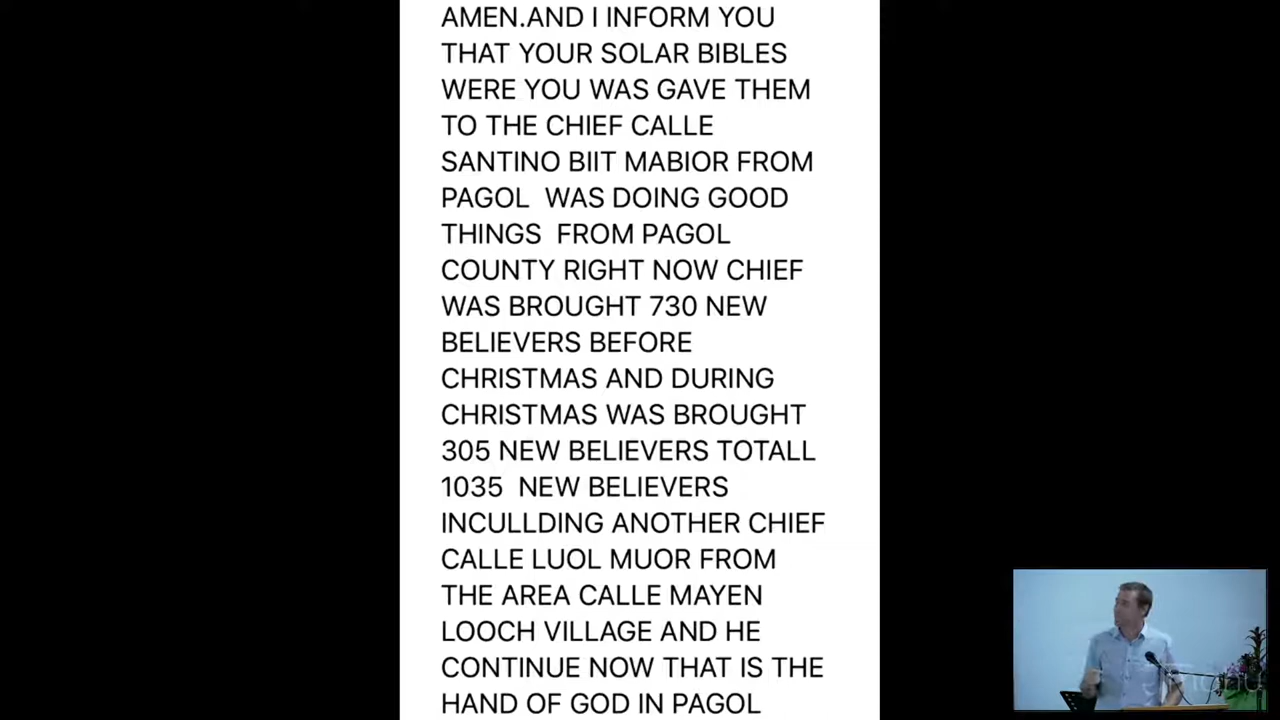 AMEN.AND I INFORM YOU
THAT YOUR SOLAR BIBLES
WERE YOU WAS GAVE THEM
TO THE CHIEF CALLE
SANTINO BIIT MABIOR FROM
PAGOL  WAS DOING GOOD
THINGS  FROM PAGOL
COUNTY RIGHT NOW CHIEF
WAS BROUGHT 730 NEW
BELIEVERS BEFORE
CHRISTMAS AND DURING
CHRISTMAS WAS BROUGHT
305 NEW BELIEVERS TOTALL
1035  NEW BELIEVERS
INCULLDING ANOTHER CHIEF
CALLE LUOL MUOR FROM
THE AREA CALLE MAYEN
LOOCH VILLAGE AND HE
CONTINUE NOW THAT IS THE
HAND OF GOD IN PAGOL